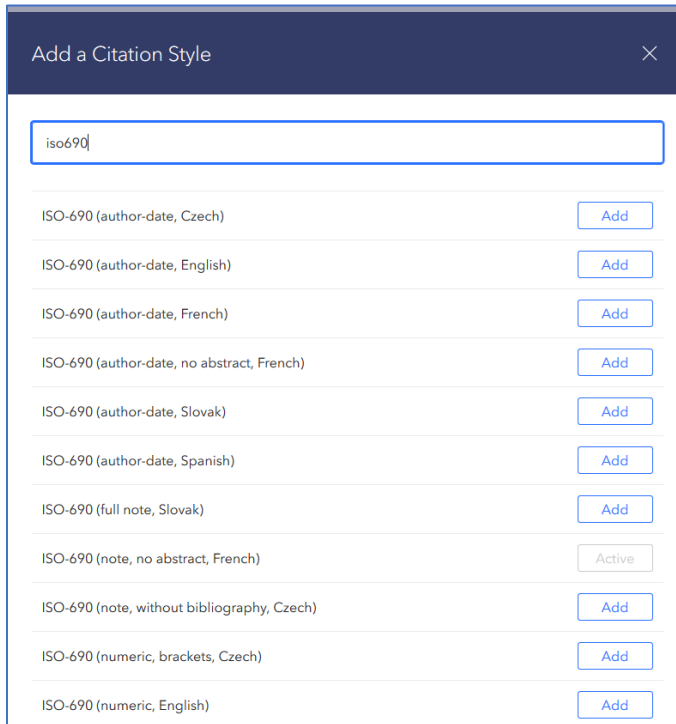 Add a Citation Style
iso690
ISO-690 (author-date, Czech) Add
ISO-690 (author-date, English) Add
ISO-690 (author-date, French) Add
ISO-690 (author-date, no abstract, French) Add
ISO-690 (author-date, Slovak) Add
ISO-690 (author-date, Spanish) Add
ISO-690 (full note, Slovak) Add
ISO-690 (note, no abstract, French) Active
ISO-690 (note, without bibliography, Czech) Add
ISO-690 (numeric, brackets, Czech) Add
ISO-690 (numeric, English) Add